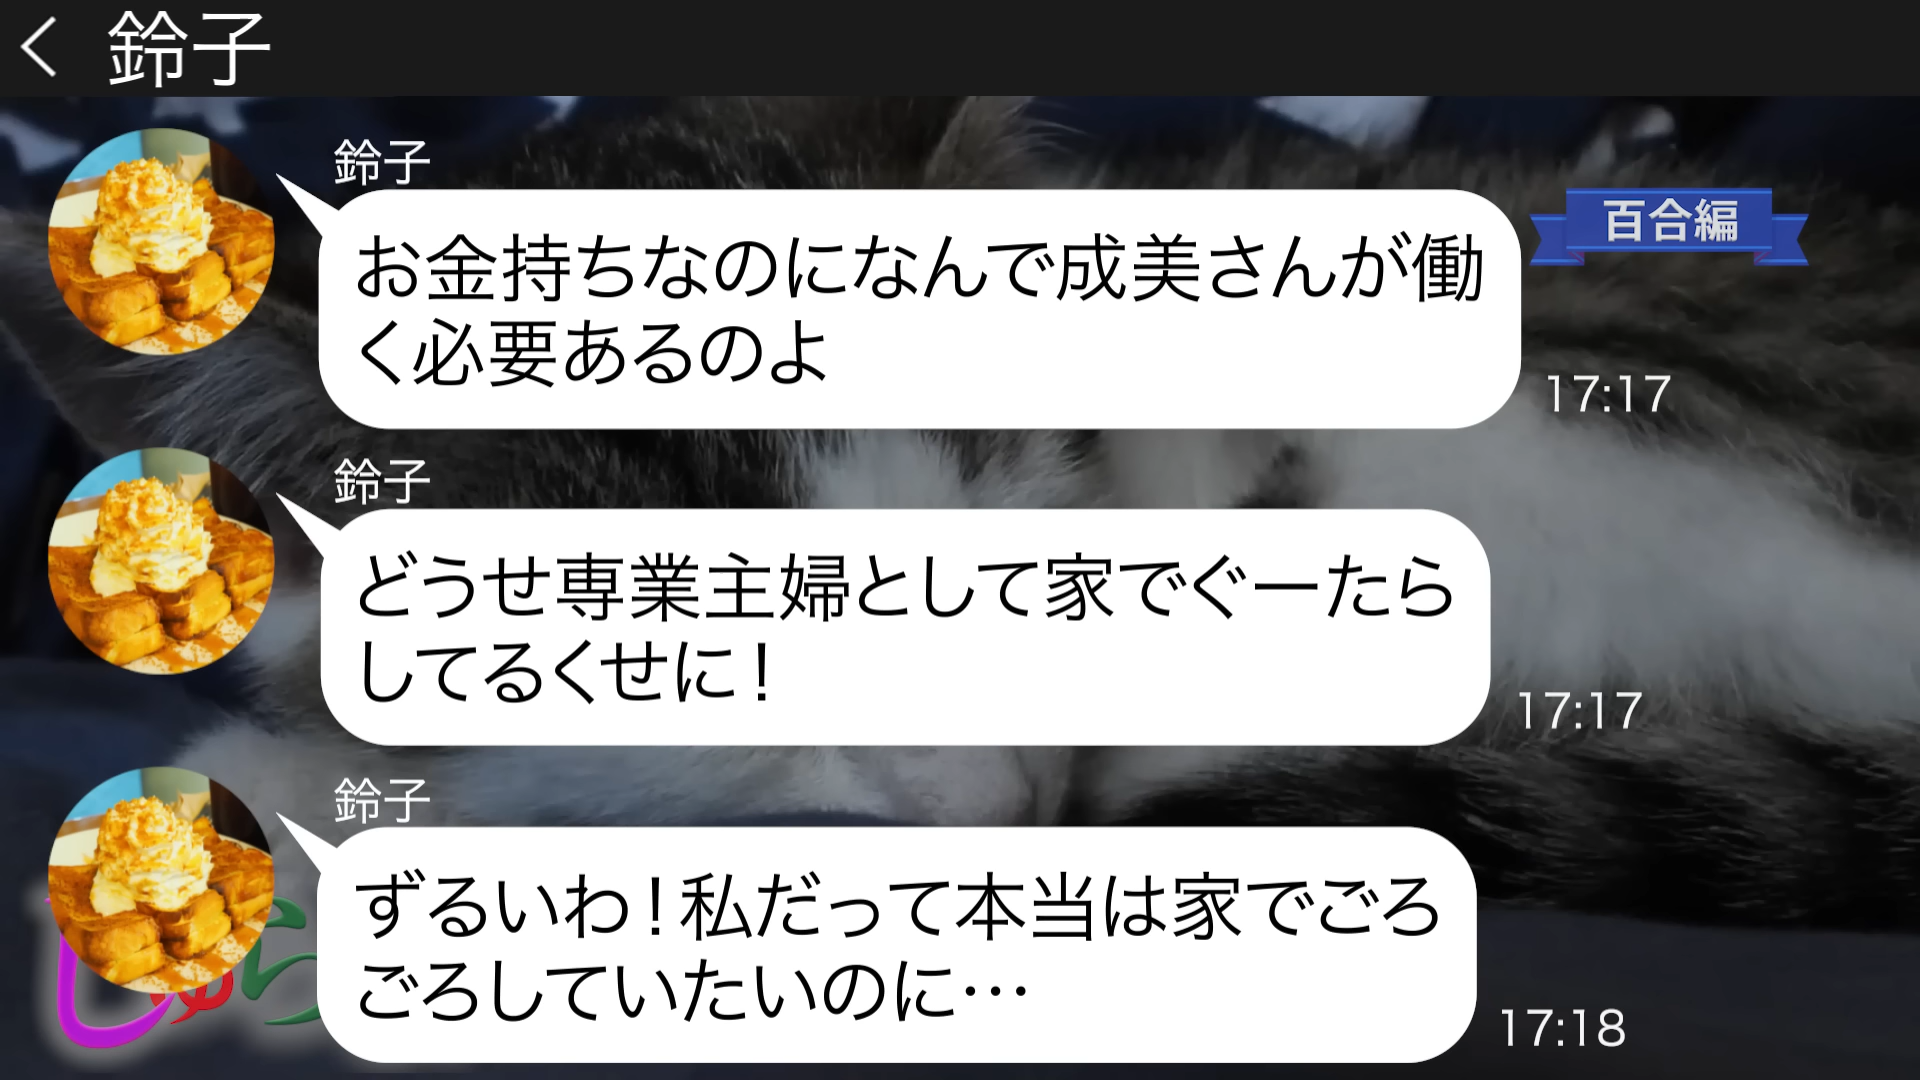 鈴子
鈴子
百合編
お金持ちなのになんで成美さんが働
く必要あるのよ
17:17
鈴子
どうせ専業主婦として家でぐーたら
してるくせに!
17:17
鈴子
ずるいわ!私だって本当は家でごろ
ごろしていたいのに…
17:18